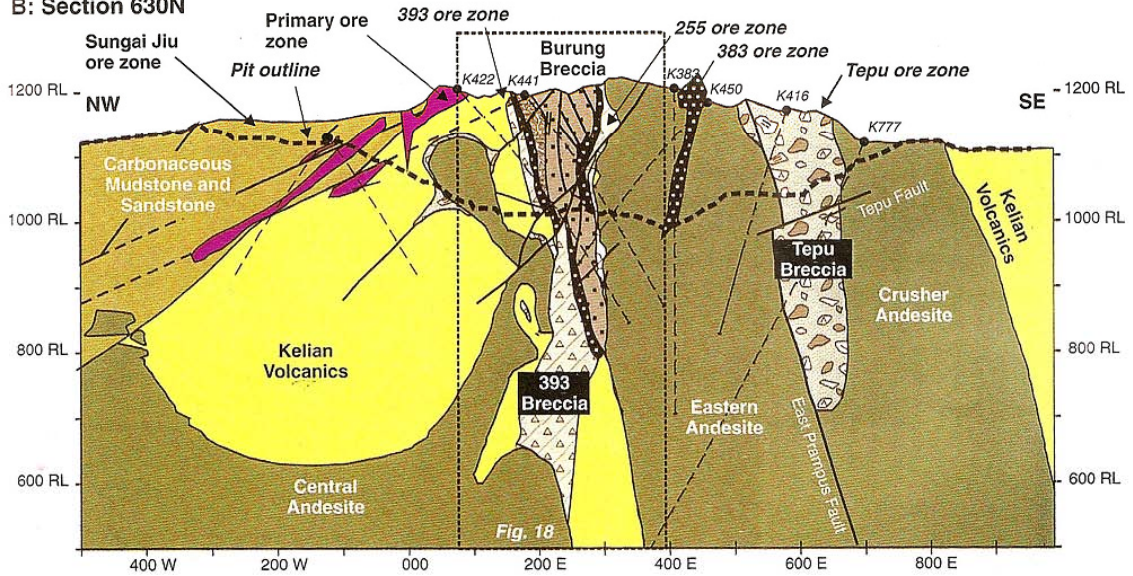 B: Section 630N
Primary ore
zone
393 ore zone
Burung
Breccia
255 ore zone
383 ore zone
Tepu ore zone
Sungai Jiu
ore zone
Pit outline
K422
K441
K383
K450
K416
K777
1200 RL
NW
1200 RL
SE
Carbonaceous
Mudstone and
Sandstone
1000 RL
1000 RL
Tepu Fault
Kelian
Volcanics
Tepu
Breccia
Crusher
Andesite
800 RL
800 RL
Kelian
Volcanics
393
Breccia
Eastern
Andesite
East Prampus Fault
600 RL
600 RL
Central
Andesite
Fig. 18
400 W
200 W
000
200 E
400 E
600 E
800 E